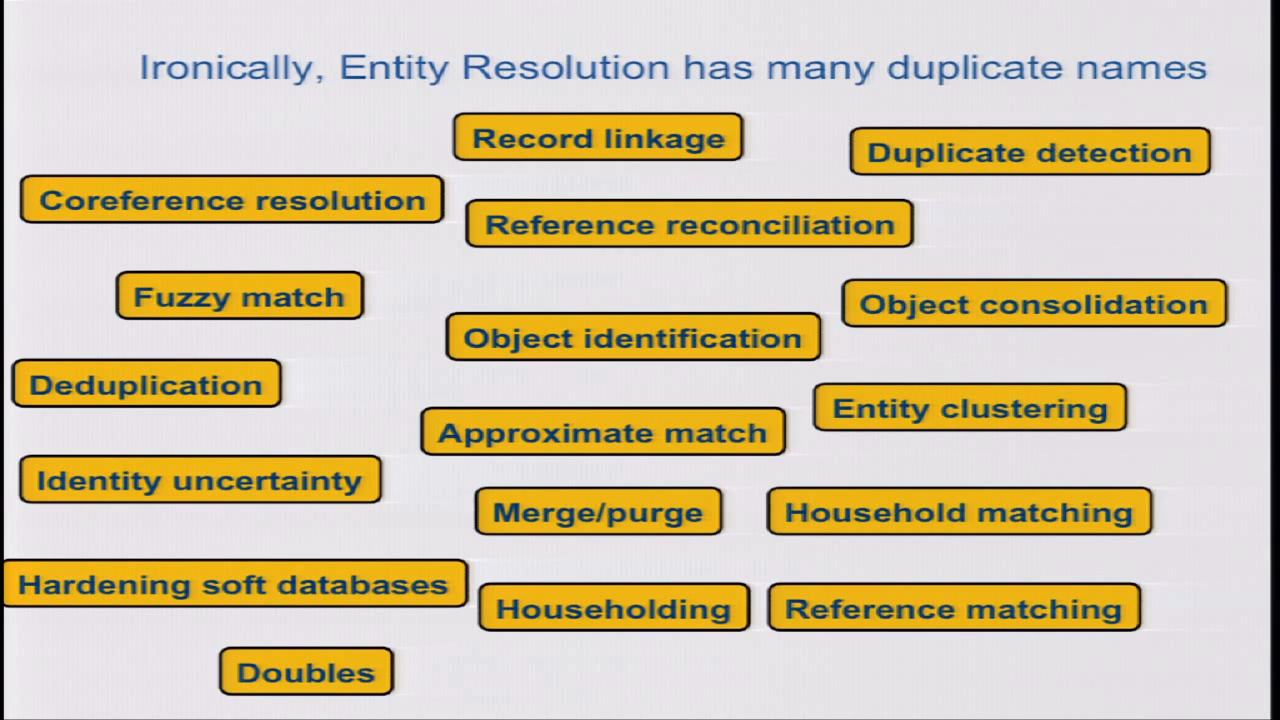 Ironically, Entity Resolution has many duplicate names
Record linkage
Duplicate detection
Coreference resolution
Reference reconciliation
Fuzzy match
Object consolidation
Object identification
Deduplication
Entity clustering
Approximate match
Identity uncertainty
Merge/purge
Household matching
Hardening soft databases
Householding
Reference matching
Doubles